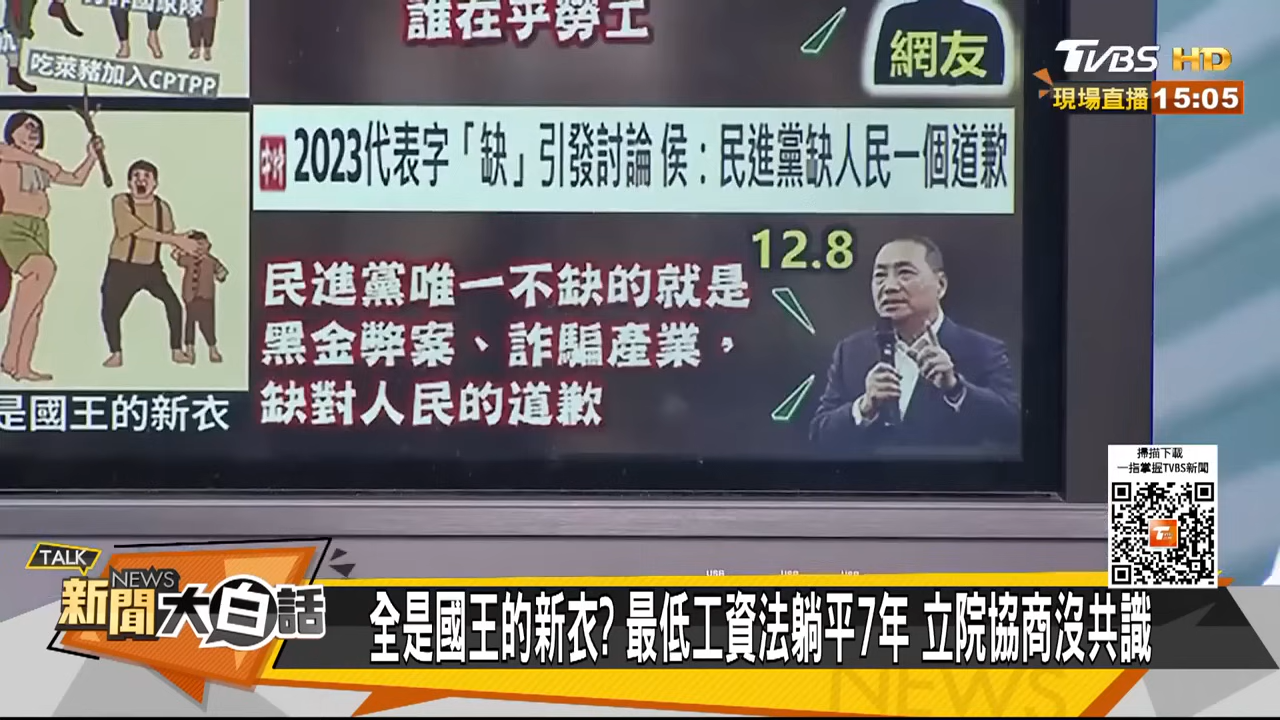 誰在乎勞工
網友
TVBS HD
現場直播 15:05
吃萊豬加入CPTPP
中時 2023代表字「缺」引發討論 侯：民進黨缺人民一個道歉
12.8
民進黨唯一不缺的就是
黑金弊案、詐騙產業，
缺對人民的道歉
是國王的新衣
掃描下載
一指掌握TVBS新聞
TALK
NEWS
新聞大白話
全是國王的新衣? 最低工資法躺平7年 立院協商沒共識
NEWS